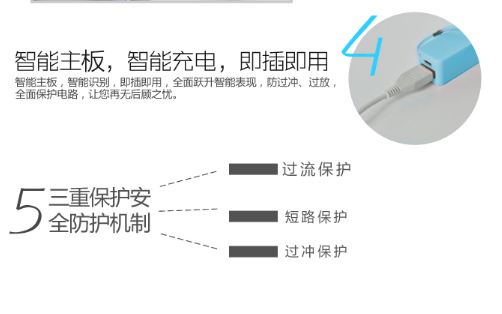 智能主板，智能充电，即插即用
4
智能主板，智能识别，即插即用，全面跃升智能表现，防过冲、过放，
全面保护电路，让您再无后顾之忧。
5
三重保护安
全防护机制
过流保护
短路保护
过冲保护